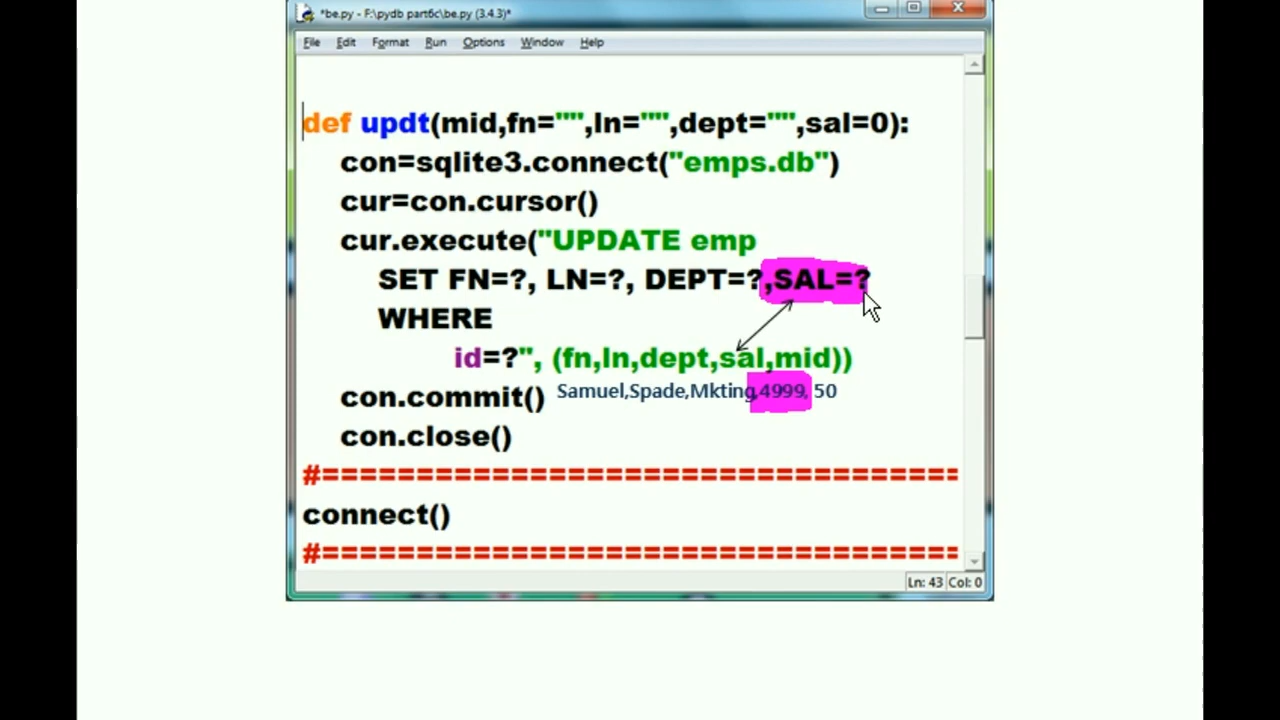 *be.py - F:\pydb part6c\be.py (3.4.3)*
File Edit Format Run Options Window Help
def updt(mid,fn="",ln="",dept="",sal=0):
con=sqlite3.connect("emps.db")
cur=con.cursor()
cur.execute("UPDATE emp
SET FN=?, LN=?, DEPT=?,SAL=?
WHERE
id=?", (fn,ln,dept,sal,mid))
Samuel,Spade,Mkting,4999, 50
con.commit()
con.close()
#==================================
connect()
#==================================
Ln: 43 Col: 0